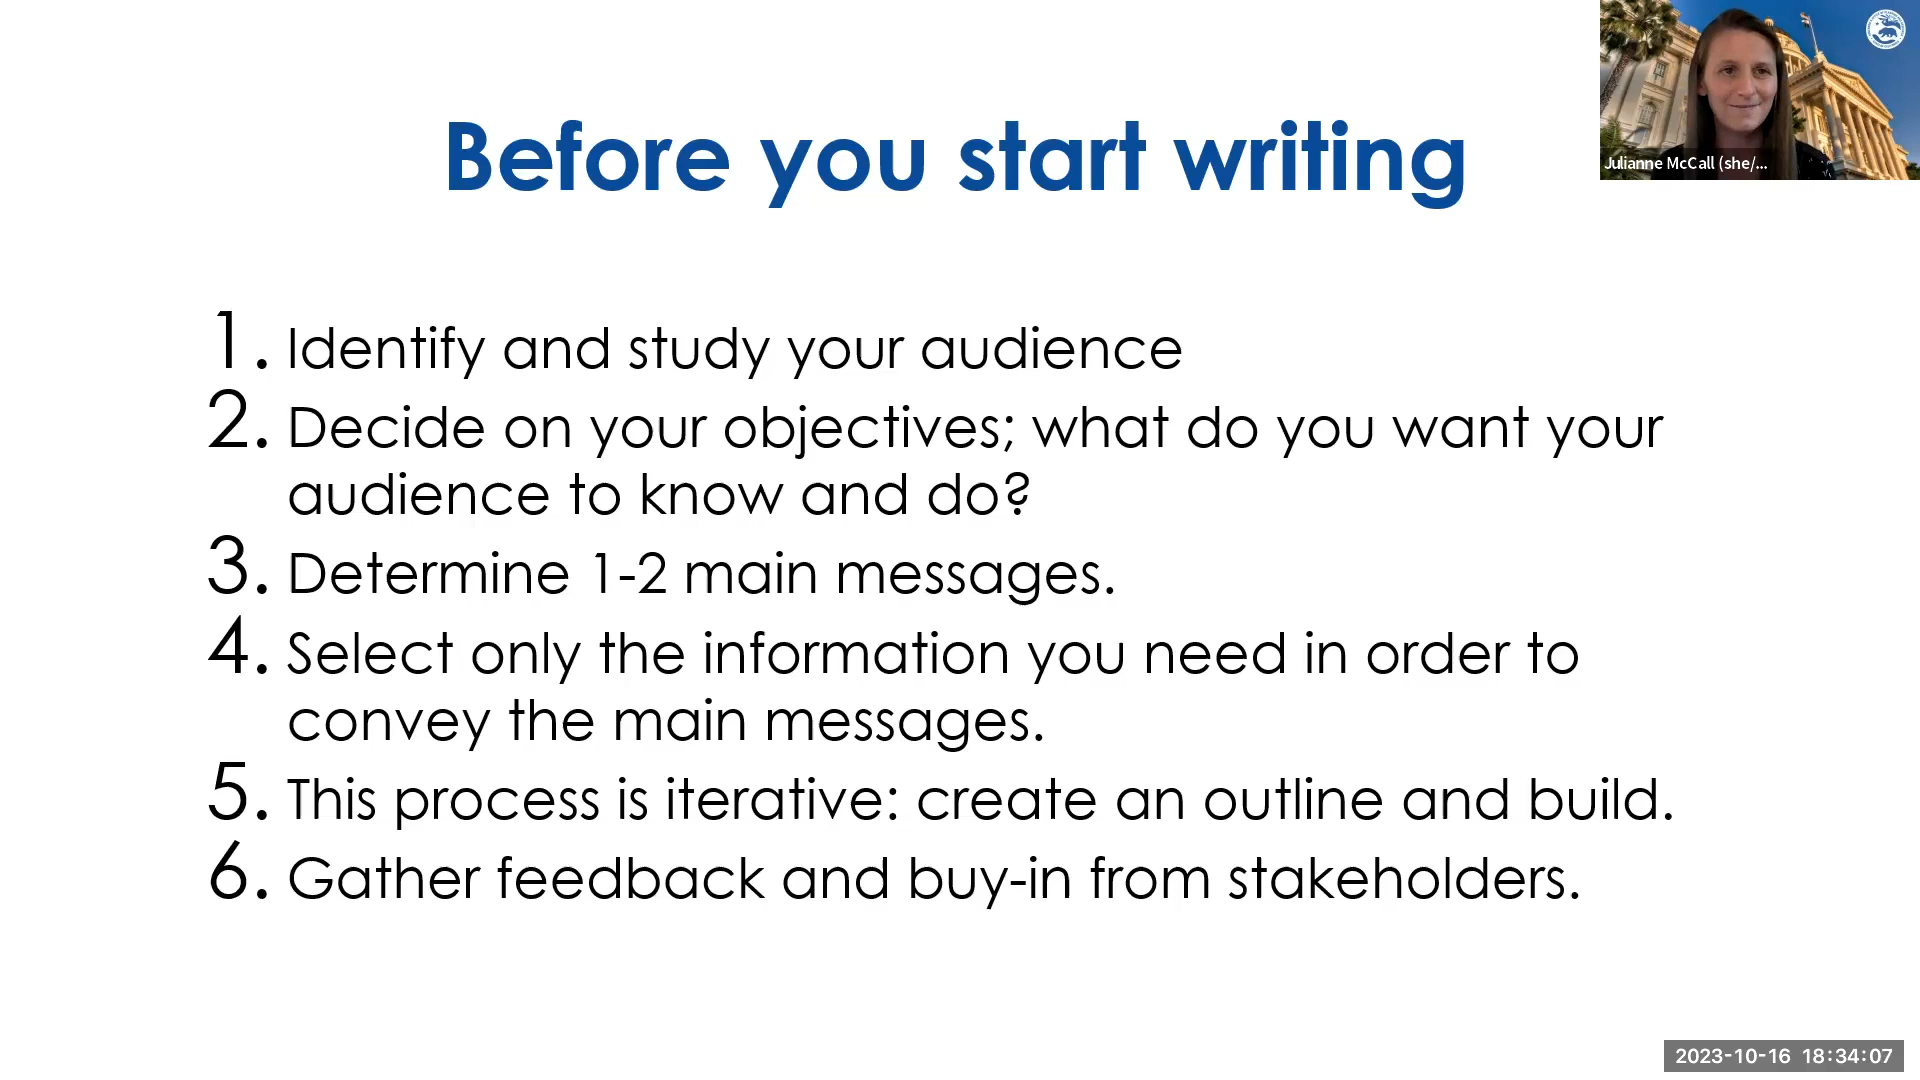 Before you start writing
Julianne McCall (she/...
1. Identify and study your audience
2. Decide on your objectives; what do you want your
audience to know and do?
3. Determine 1-2 main messages.
4. Select only the information you need in order to
convey the main messages.
5. This process is iterative: create an outline and build.
6. Gather feedback and buy-in from stakeholders.
2023-10-16 18:34:07